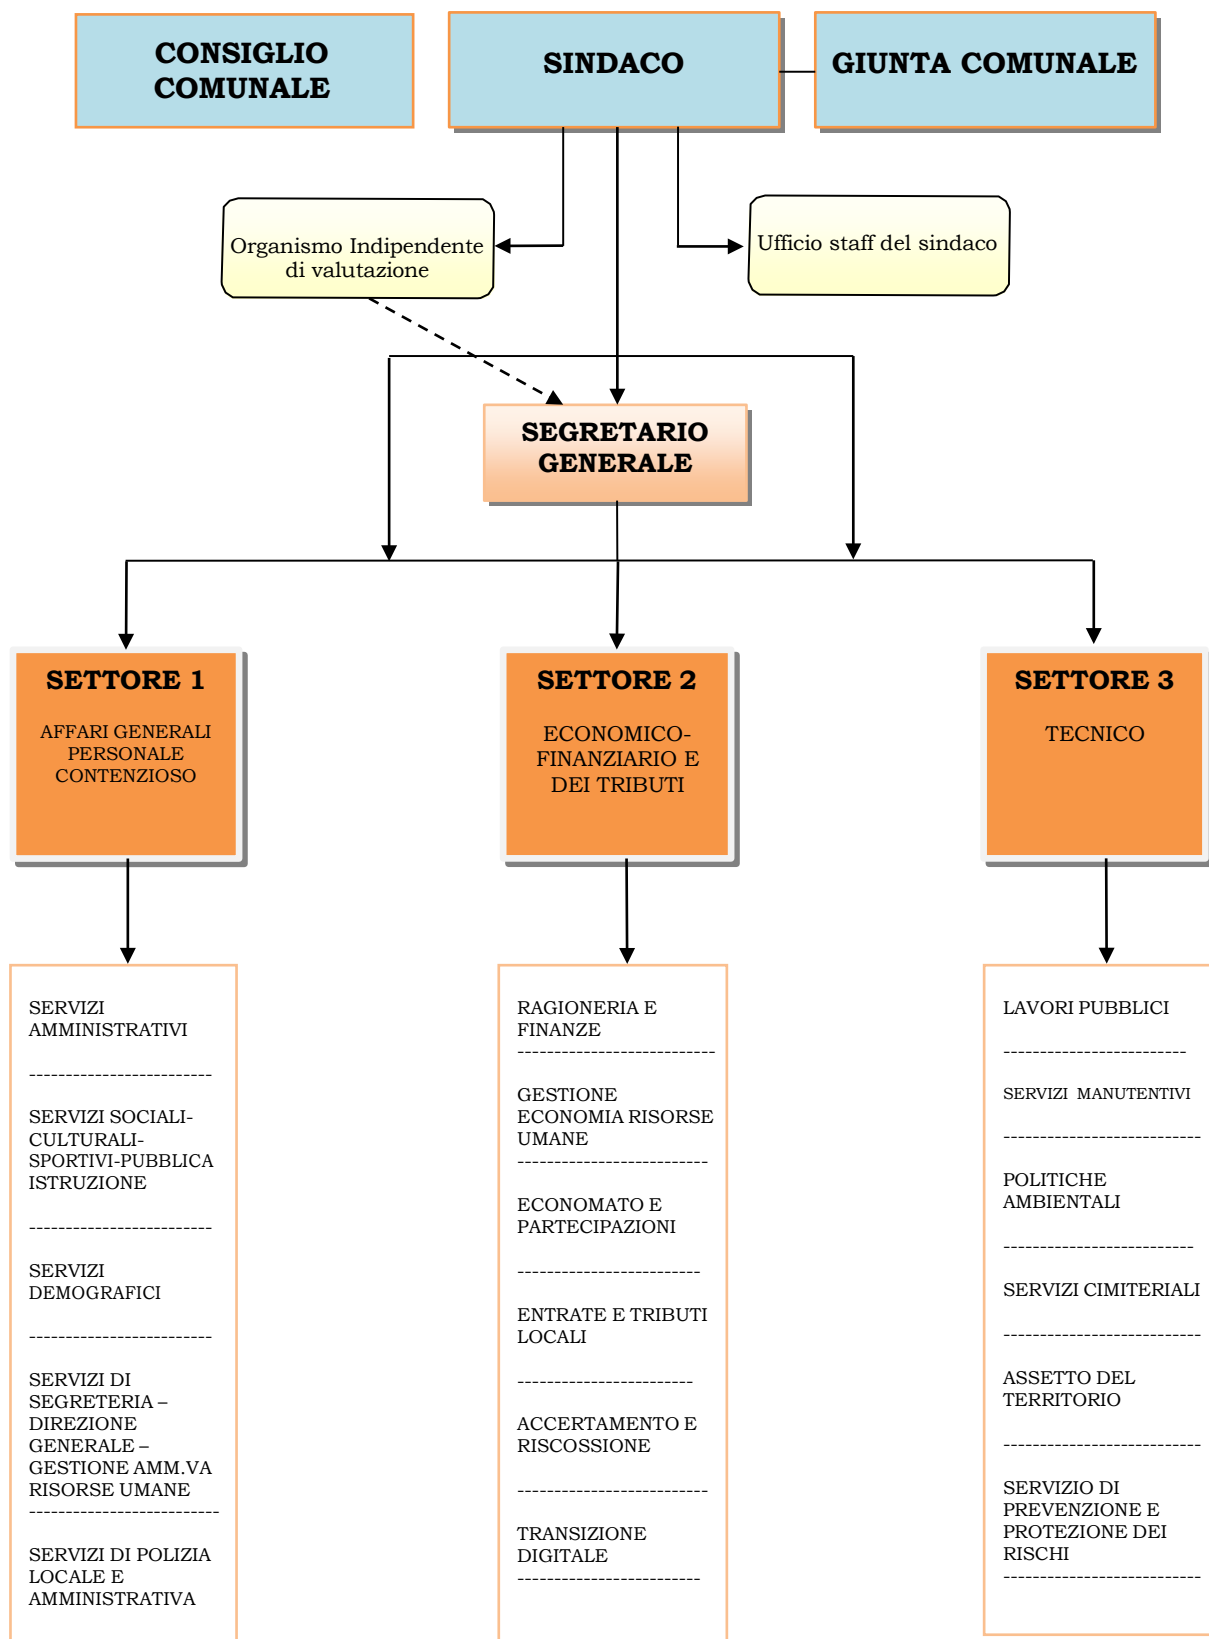 CONSIGLIO
COMUNALE
SINDACO
GIUNTA COMUNALE
Organismo Indipendente
di valutazione
Ufficio staff del sindaco
SEGRETARIO
GENERALE
SETTORE 1
AFFARI GENERALI
PERSONALE
CONTENZIOSO
SETTORE 2
ECONOMICO-
FINANZIARIO E
DEI TRIBUTI
SETTORE 3
TECNICO
SERVIZI
AMMINISTRATIVI
-------------------------
SERVIZI SOCIALI-
CULTURALI-
SPORTIVI-PUBBLICA
ISTRUZIONE
-------------------------
SERVIZI
DEMOGRAFICI
-------------------------
SERVIZI DI
SEGRETERIA –
DIREZIONE
GENERALE –
GESTIONE AMM.VA
RISORSE UMANE
--------------------------
SERVIZI DI POLIZIA
LOCALE E
AMMINISTRATIVA
RAGIONERIA E
FINANZE
---------------------------
GESTIONE
ECONOMIA RISORSE
UMANE
--------------------------
ECONOMATO E
PARTECIPAZIONI
-------------------------
ENTRATE E TRIBUTI
LOCALI
------------------------
ACCERTAMENTO E
RISCOSSIONE
--------------------------
TRANSIZIONE
DIGITALE
-------------------------
LAVORI PUBBLICI
-------------------------
SERVIZI MANUTENTIVI
---------------------------
POLITICHE
AMBIENTALI
--------------------------
SERVIZI CIMITERIALI
---------------------------
ASSETTO DEL
TERRITORIO
---------------------------
SERVIZIO DI
PREVENZIONE E
PROTEZIONE DEI
RISCHI
---------------------------